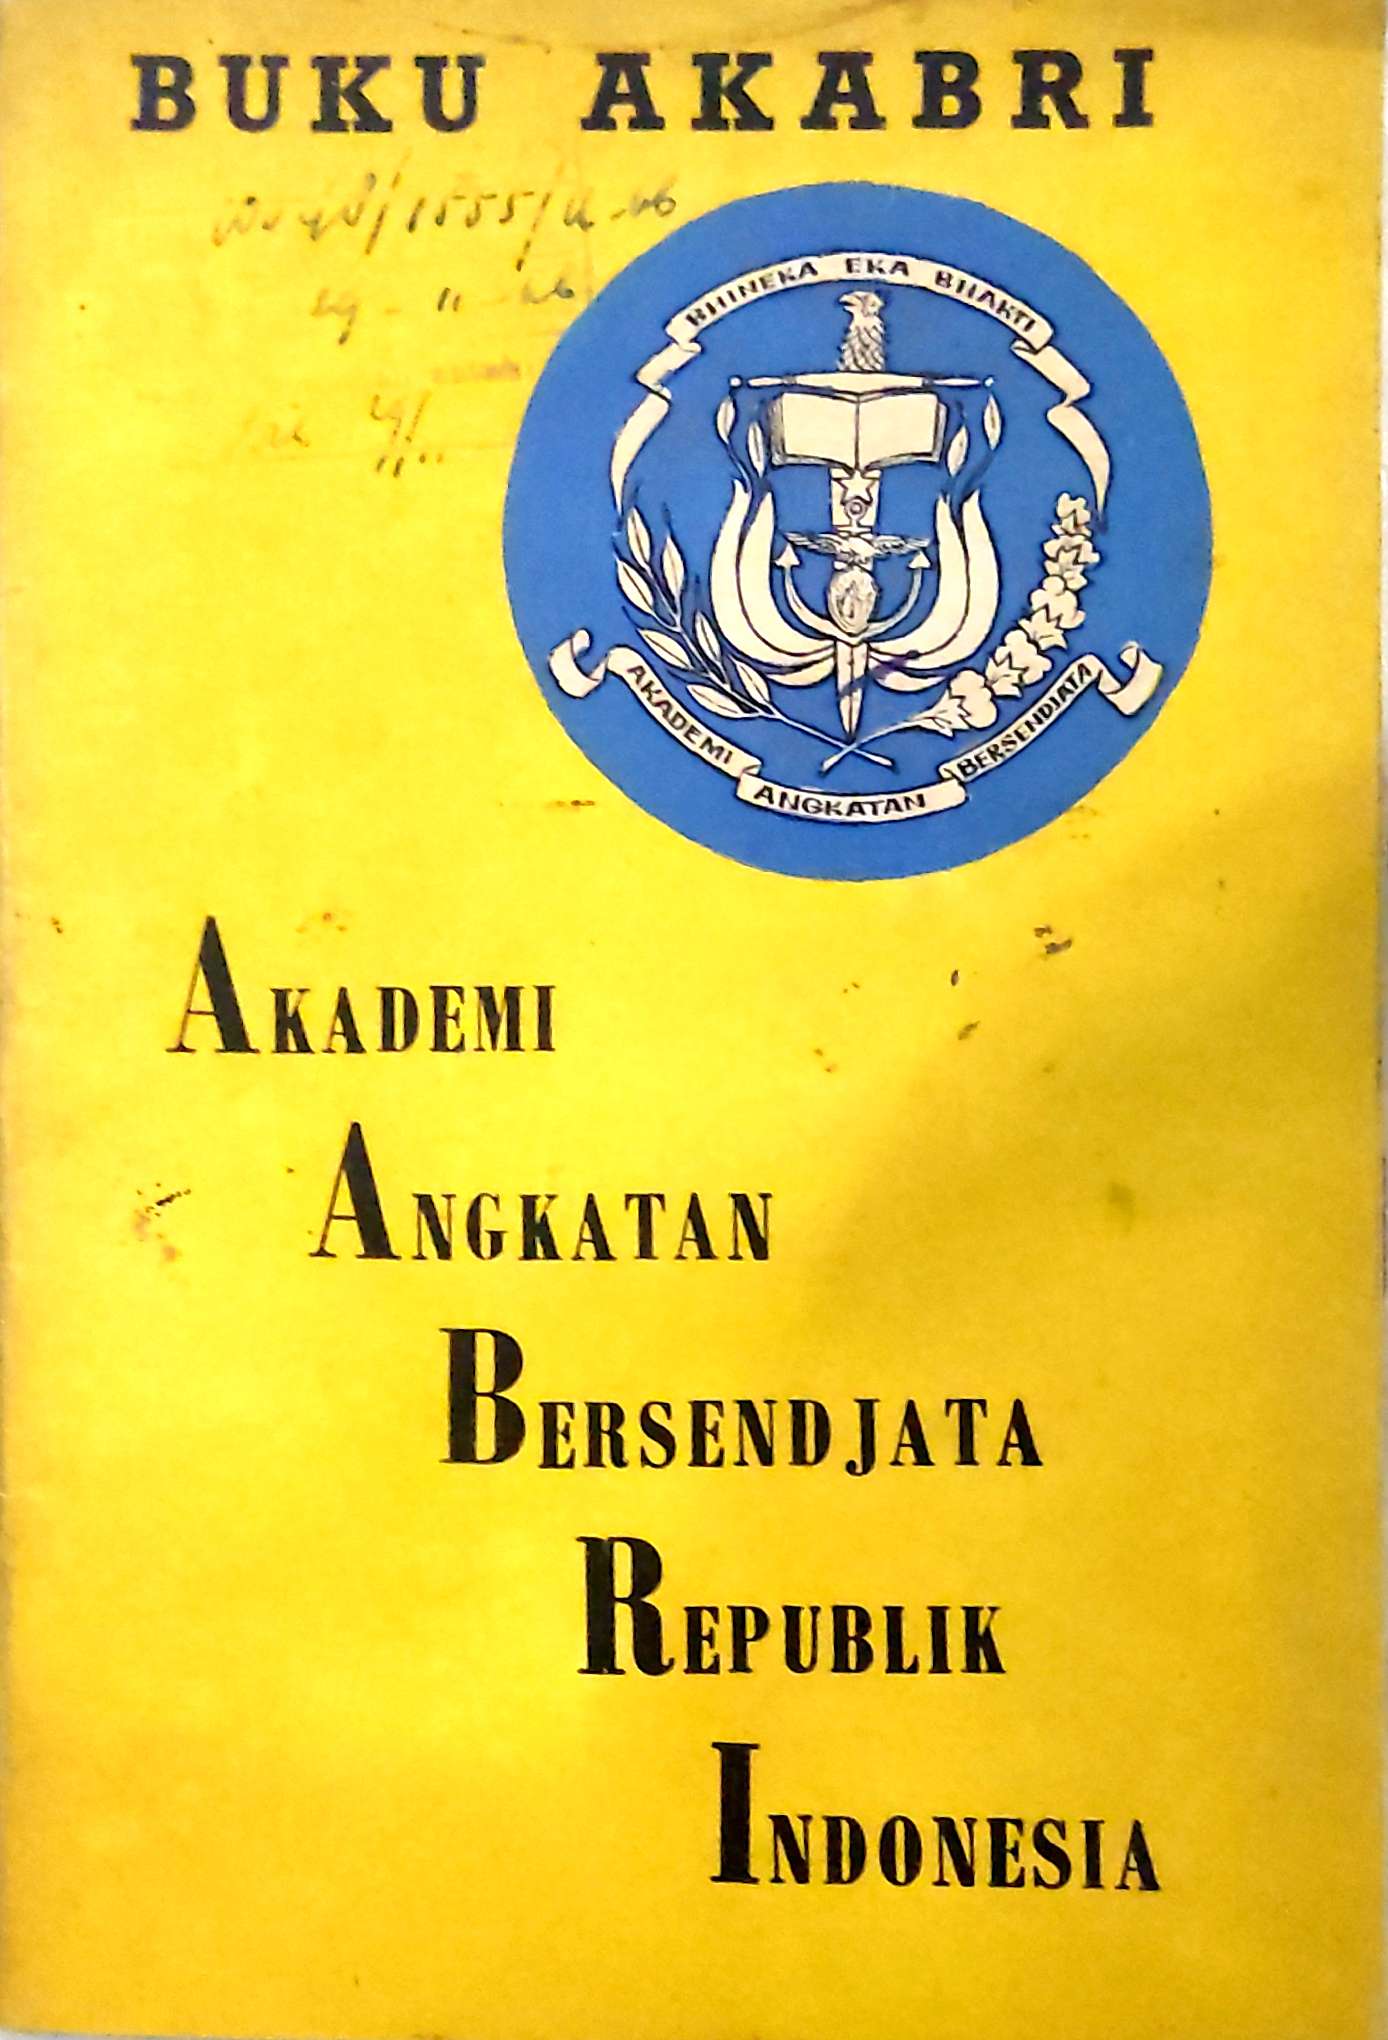 BUKU AKABRI
BHINEKA EKA BHAKTI
AKADEMI ANGKATAN BERSENDJATA
AKADEMI
ANGKATAN
BERSENDJATA
REPUBLIK
INDONESIA